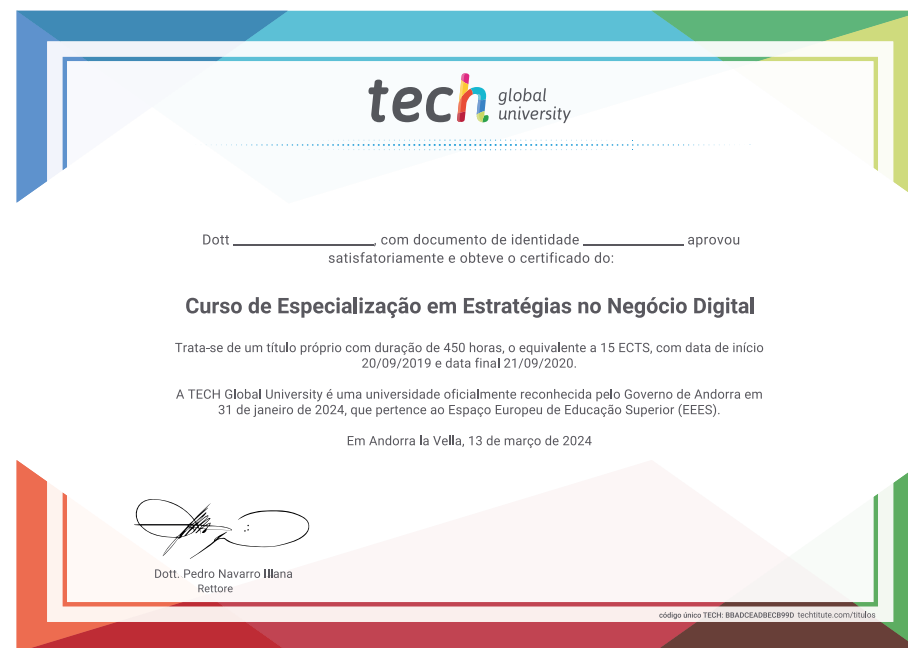 tech global university
Dott ____________, com documento de identidade ____________ aprovou
satisfatoriamente e obteve o certificado do:
Curso de Especialização em Estratégias no Negócio Digital
Trata-se de um título próprio com duração de 450 horas, o equivalente a 15 ECTS, com data de início
20/09/2019 e data final 21/09/2020.
A TECH Global University é uma universidade oficialmente reconhecida pelo Governo de Andorra em
31 de janeiro de 2024, que pertence ao Espaço Europeu de Educação Superior (EEES).
Em Andorra la Vella, 13 de março de 2024
Dott. Pedro Navarro Illana
Rettore
código único TECH: BBADCEADBECB99D techtitute.com/titulos